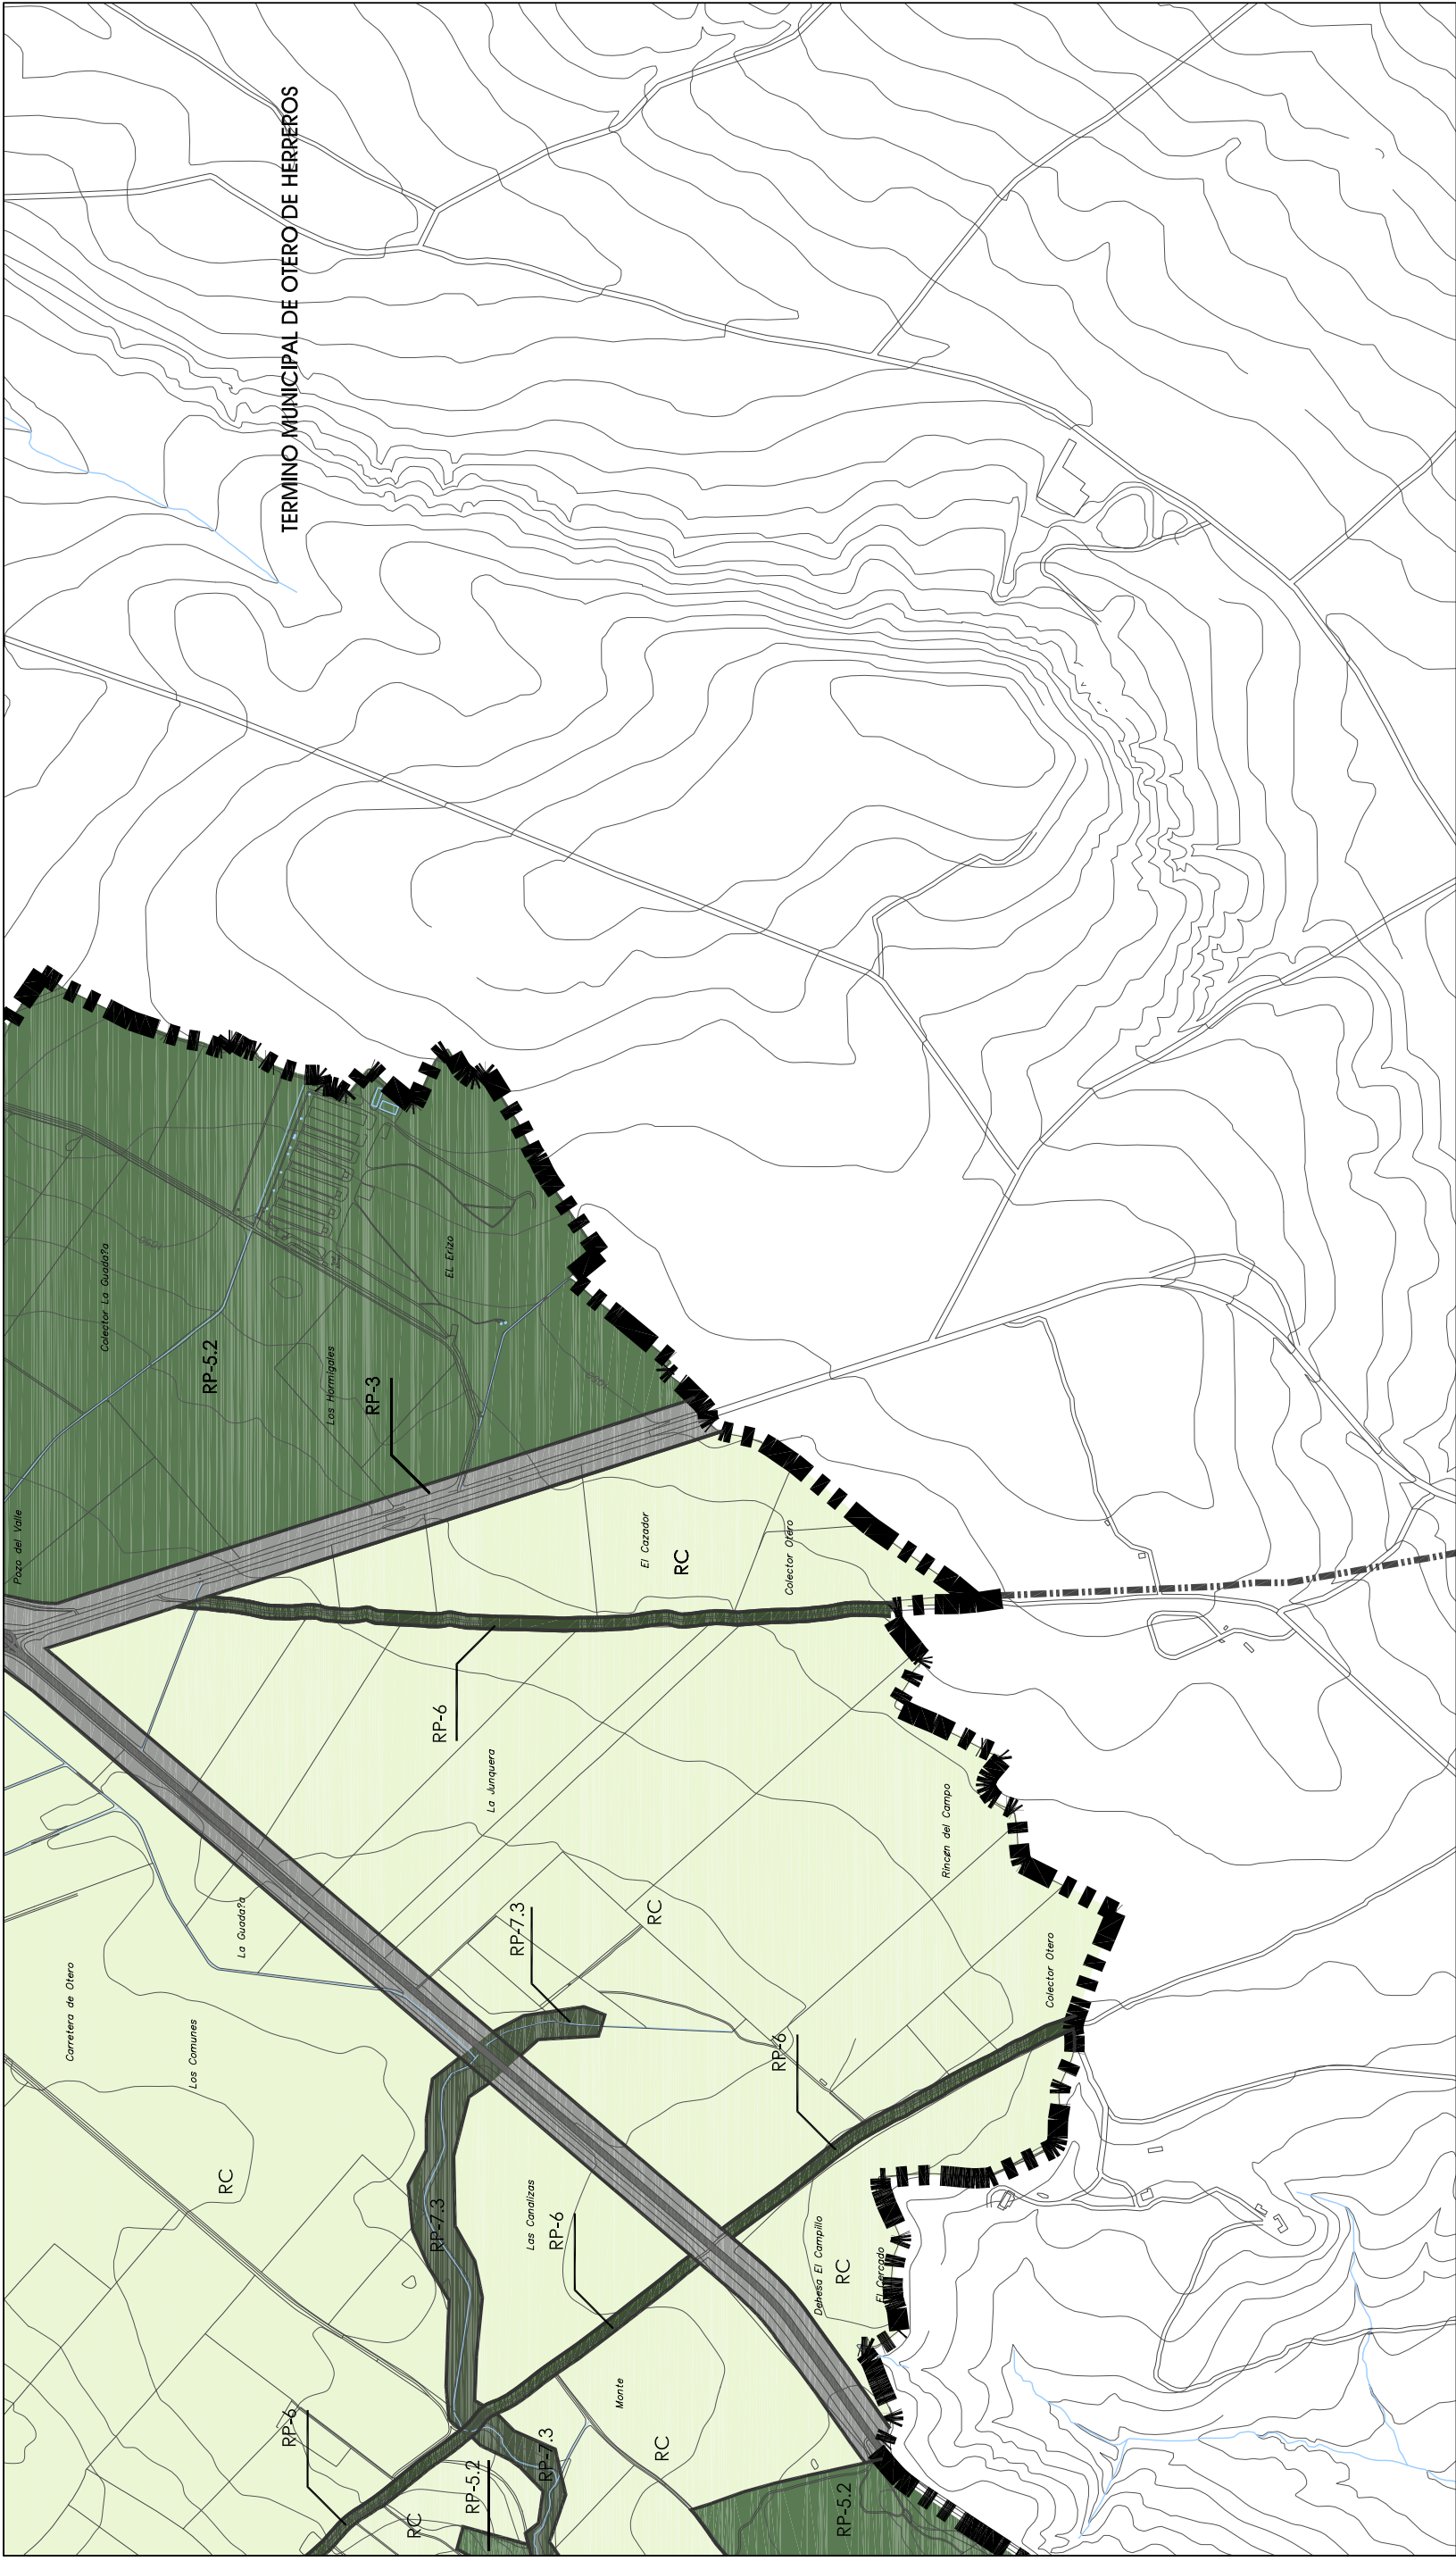 TERMINO MUNICIPAL DE OTERO DE HERREROS
Colector La Guada?a
EL Erizo
RP-5.2
Los Hormigales
RP-3
Pozo del Valle
El Cazador
RC
Colector Otero
RP-6
La Junquera
Rincón del Campo
La Guada?a
RP-7.3
RC
Carretera de Otero
Los Comunes
Colector Otero
RP-6
RC
RP-7.3
Las Canalizas
RP-6
Dehesa El Campillo
RC
El Cercado
Monte
RP-6
RC
RP-7.3
RP-5.2
RC
RP-5.2